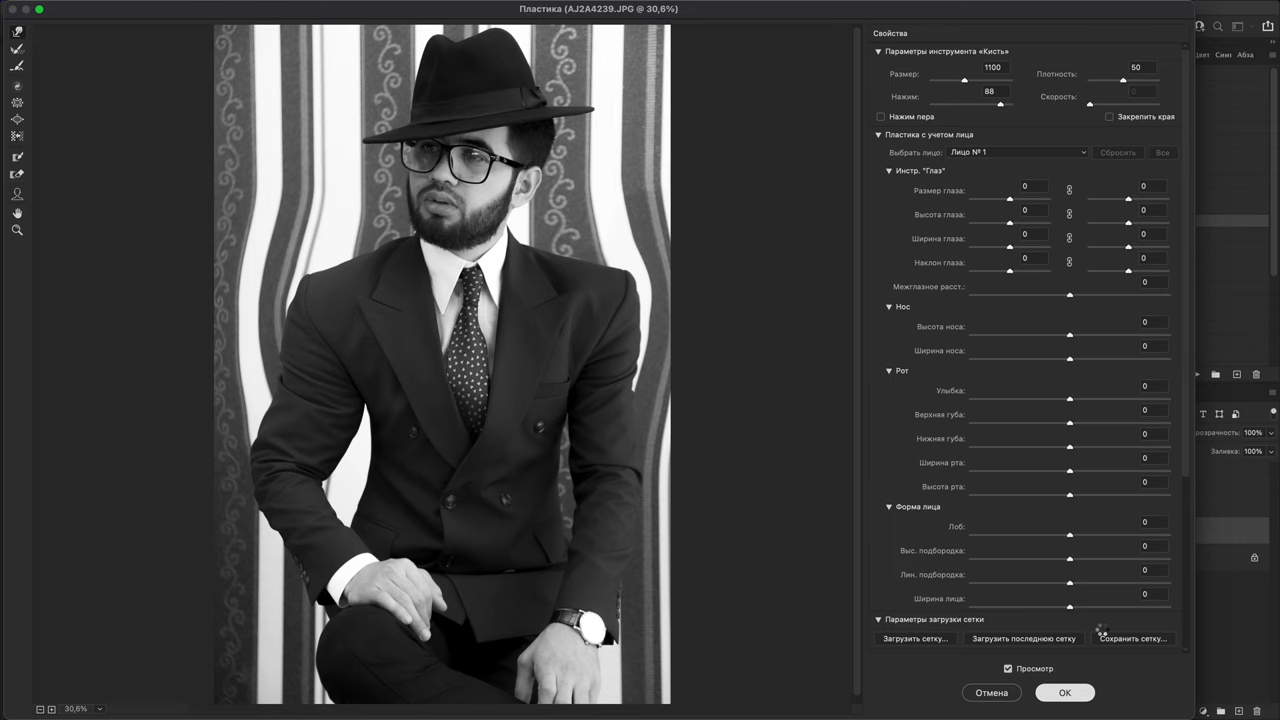 Пластика (AJ2A4239.JPG @ 30,6%)
Свойства
Параметры инструмента «Кисть»
Размер: 1100 Плотность: 50
Нажим: 88 Скорость: 0
Нажим пера Закрепить края
Пластика с учетом лица
Выбрать лицо: Лицо № 1 Сбросить Все
Инстр. "Глаз"
Размер глаза: 0 0
Высота глаза: 0 0
Ширина глаза: 0 0
Наклон глаза: 0 0
Межглазное расст.: 0
Нос
Высота носа: 0
Ширина носа: 0
Рот
Улыбка: 0
Верхняя губа: 0
Нижняя губа: 0
Ширина рта: 0
Высота рта: 0
Форма лица
Лоб: 0
Выс. подбородка: 0
Лин. подбородка: 0
Ширина лица: 0
Параметры загрузки сетки
Загрузить сетку... Загрузить последнюю сетку Сохранить сетку...
Просмотр
Отмена OK
30,6%
Цвет Симі Абза
розрачность: 100%
Заливка: 100%